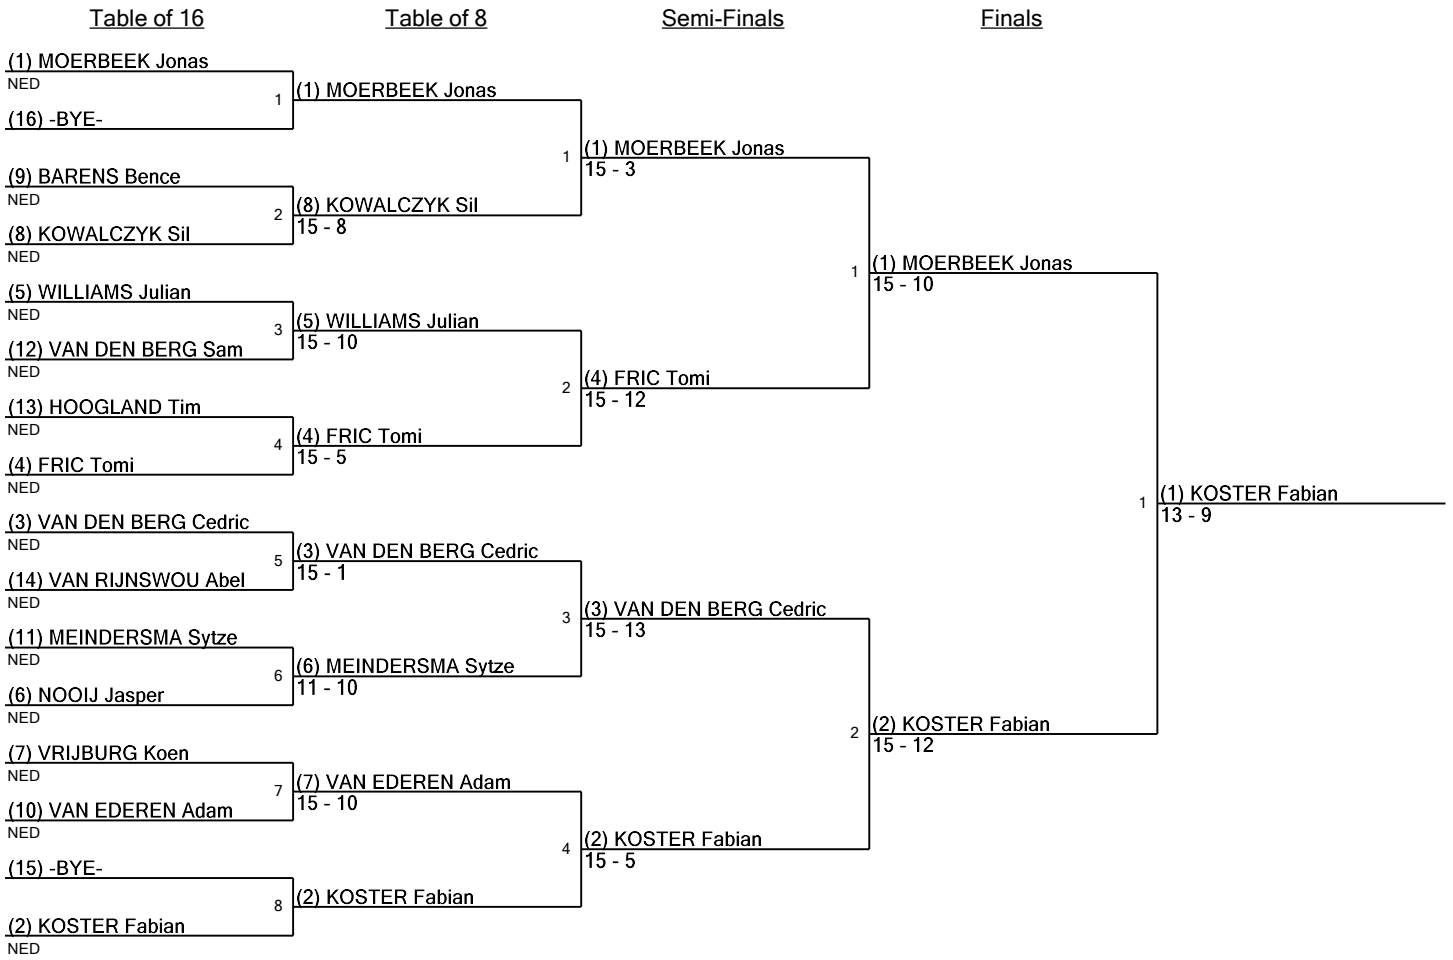 Table of 16
Table of 8
Semi-Finals
Finals
(1) MOERBEEK Jonas
NED
1
(16) -BYE-
(9) BARENS Bence
NED
2
(8) KOWALCZYK Sil
NED
(5) WILLIAMS Julian
NED
3
(12) VAN DEN BERG Sam
NED
(13) HOOGLAND Tim
NED
4
(4) FRIC Tomi
NED
(3) VAN DEN BERG Cedric
NED
5
(14) VAN RIJNSWOU Abel
NED
(11) MEINDERSMA Sytze
NED
6
(6) NOOIJ Jasper
NED
(7) VRIJBURG Koen
NED
7
(10) VAN EDEREN Adam
NED
(15) -BYE-
8
(2) KOSTER Fabian
NED
(1) MOERBEEK Jonas
1
(8) KOWALCZYK Sil
15 - 8
(5) WILLIAMS Julian
15 - 10
2
(4) FRIC Tomi
15 - 5
(3) VAN DEN BERG Cedric
15 - 1
3
(6) MEINDERSMA Sytze
11 - 10
(7) VAN EDEREN Adam
15 - 10
4
(2) KOSTER Fabian
(1) MOERBEEK Jonas
15 - 3
1
(4) FRIC Tomi
15 - 12
(3) VAN DEN BERG Cedric
15 - 13
2
(2) KOSTER Fabian
15 - 5
(1) MOERBEEK Jonas
15 - 10
1
(2) KOSTER Fabian
15 - 12
(1) KOSTER Fabian
13 - 9